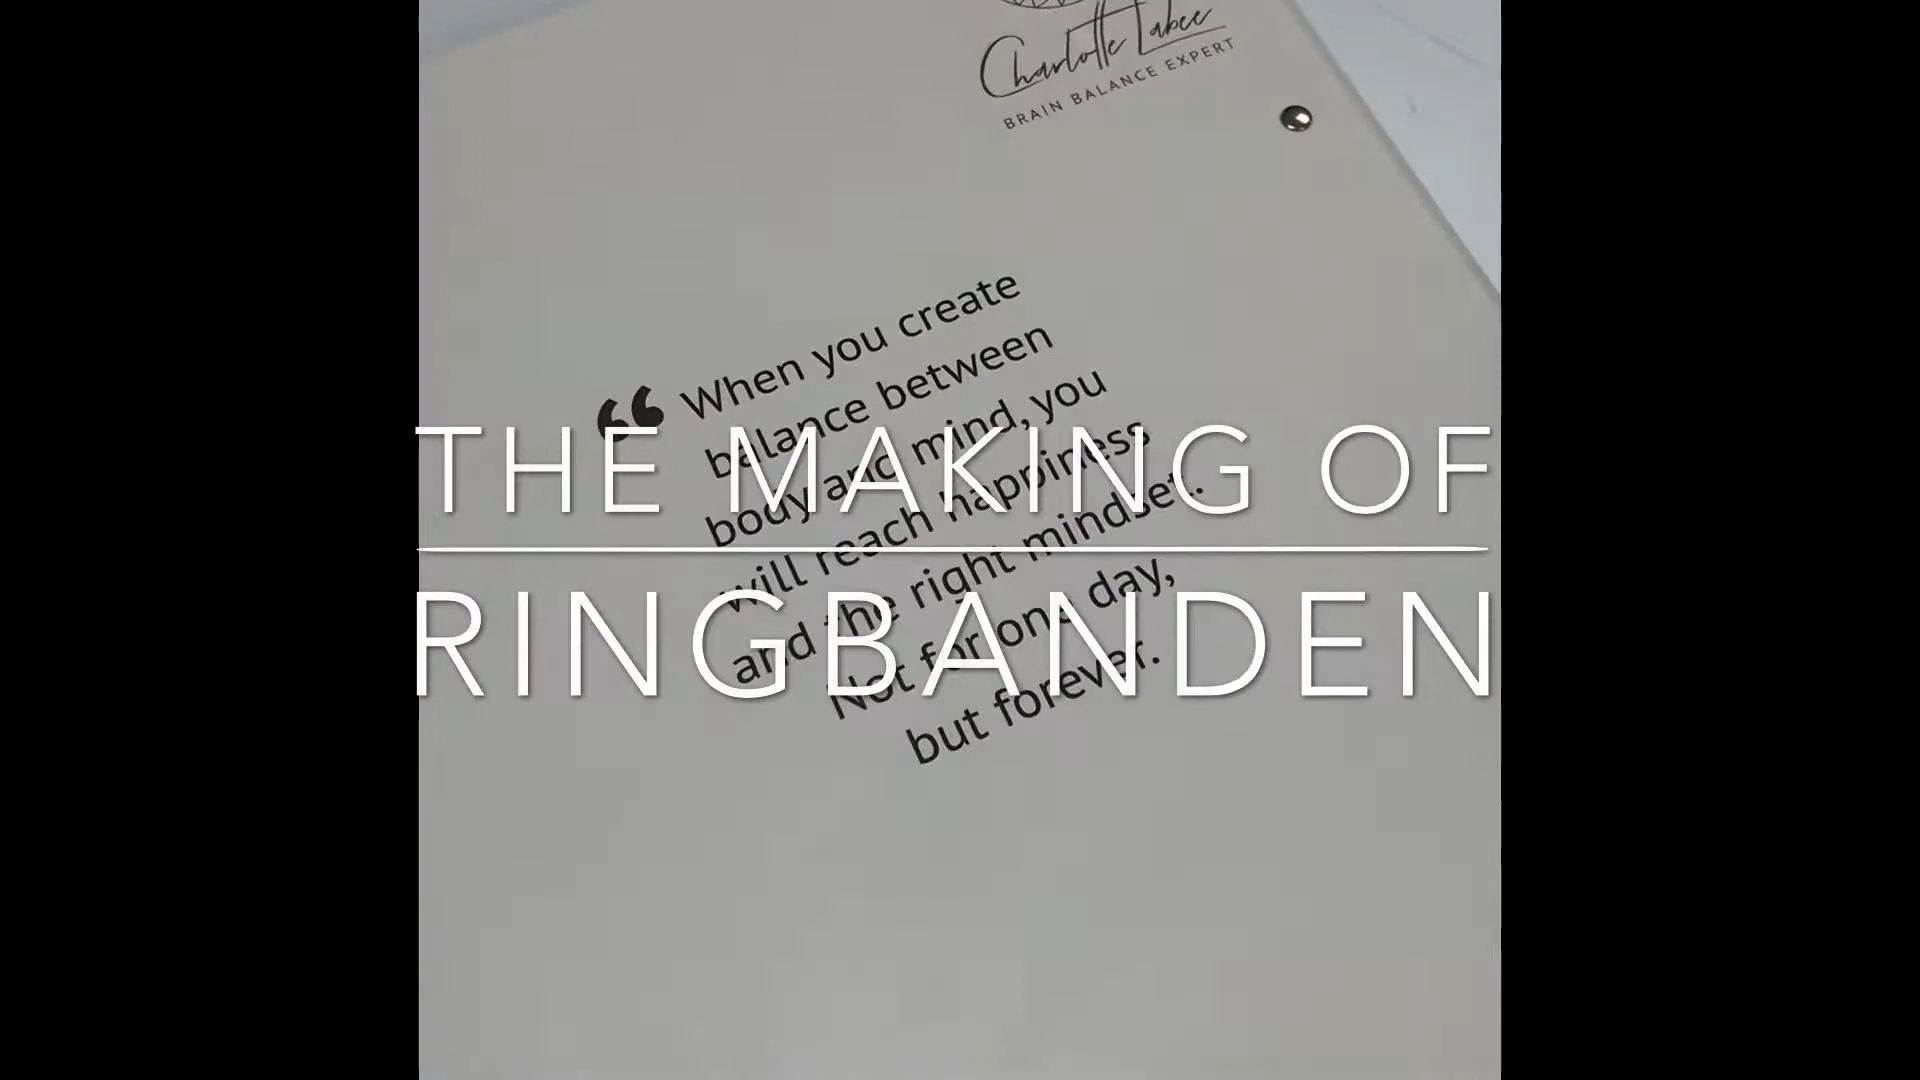 Charlotte Labee
BRAIN BALANCE EXPERT
“When you create
balance between
body and mind, you
will reach happiness
and the right mindset.
Not for one day,
but forever.
THE MAKING OF
RINGBANDEN